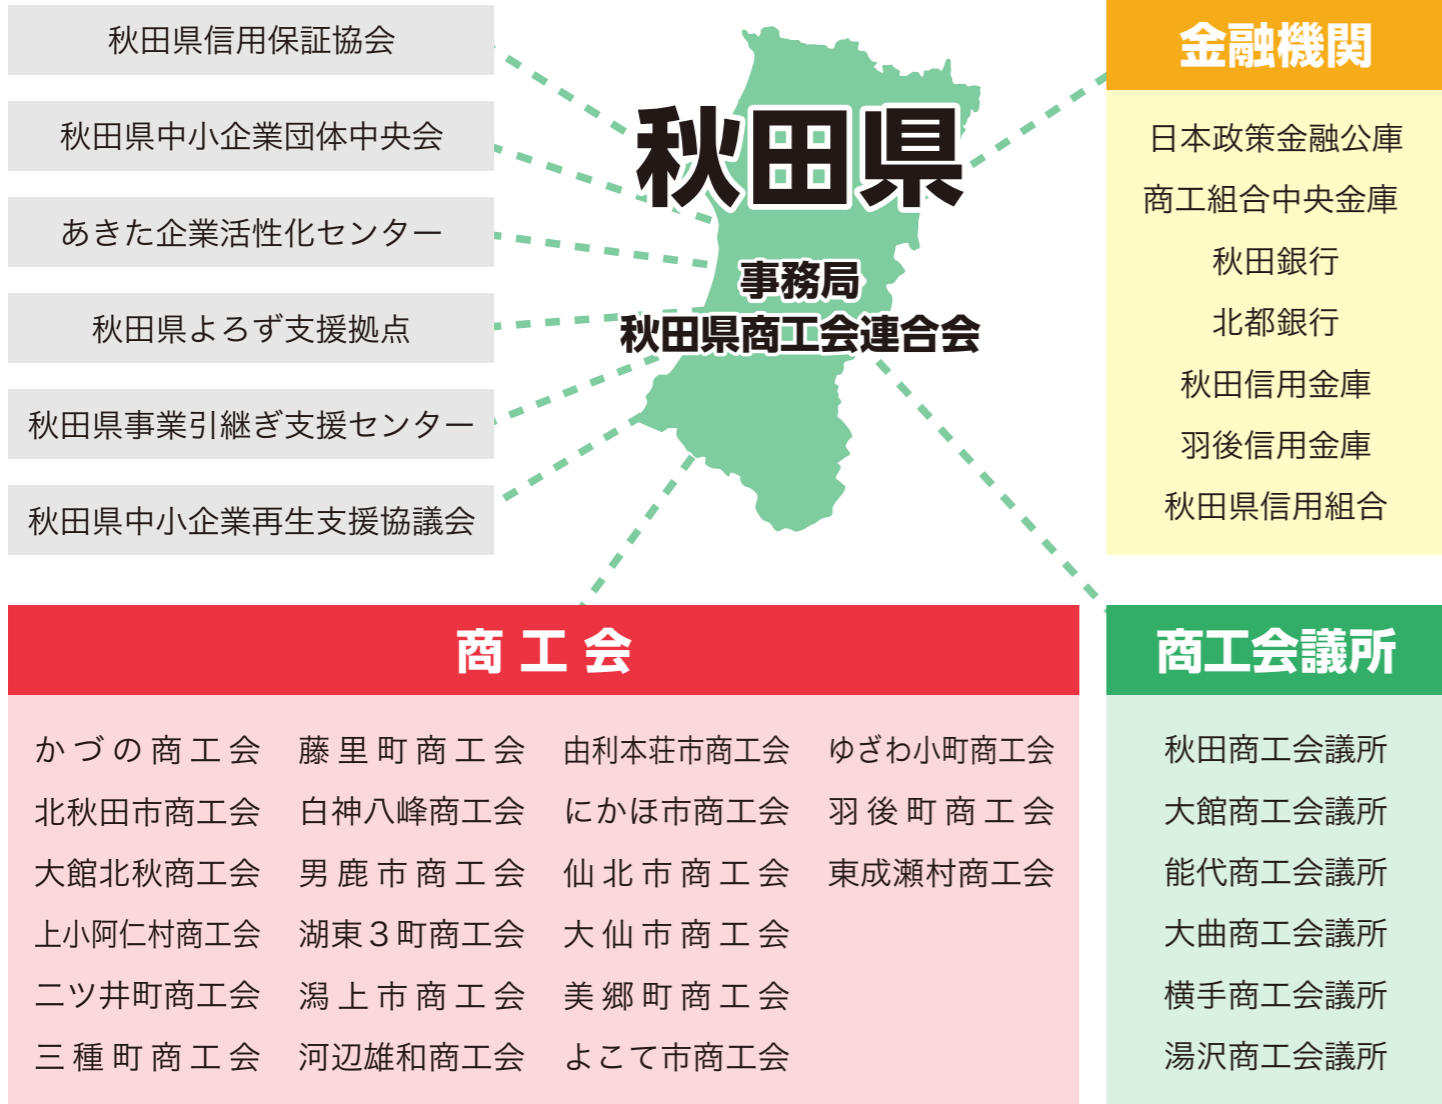 秋田県信用保証協会
秋田県中小企業団体中央会
あきた企業活性化センター
秋田県よろず支援拠点
秋田県事業引継ぎ支援センター
秋田県中小企業再生支援協議会
秋田県
事務局
秋田県商工会連合会
金融機関
日本政策金融公庫
商工組合中央金庫
秋田銀行
北都銀行
秋田信用金庫
羽後信用金庫
秋田県信用組合
商工会
かづの商工会
北秋田市商工会
大館北秋商工会
上小阿仁村商工会
二ツ井町商工会
三種町商工会
藤里町商工会
白神八峰商工会
男鹿市商工会
湖東３町商工会
潟上市商工会
河辺雄和商工会
由利本荘市商工会
にかほ市商工会
仙北市商工会
大仙市商工会
美郷町商工会
よこて市商工会
ゆざわ小町商工会
羽後町商工会
東成瀬村商工会
商工会議所
秋田商工会議所
大館商工会議所
能代商工会議所
大曲商工会議所
横手商工会議所
湯沢商工会議所